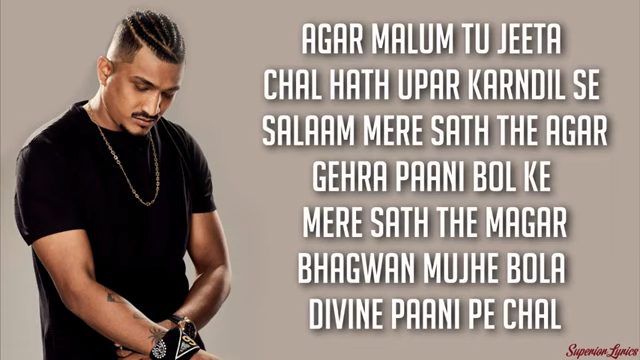 AGAR MALUM TU JEETA
CHAL HATH UPAR KARNDIL SE
SALAAM MERE SATH THE AGAR
GEHRA PAANI BOL KE
MERE SATH THE MAGAR
BHAGWAN MUJHE BOLA
DIVINE PAANI PE CHAL
Superior Lyrics